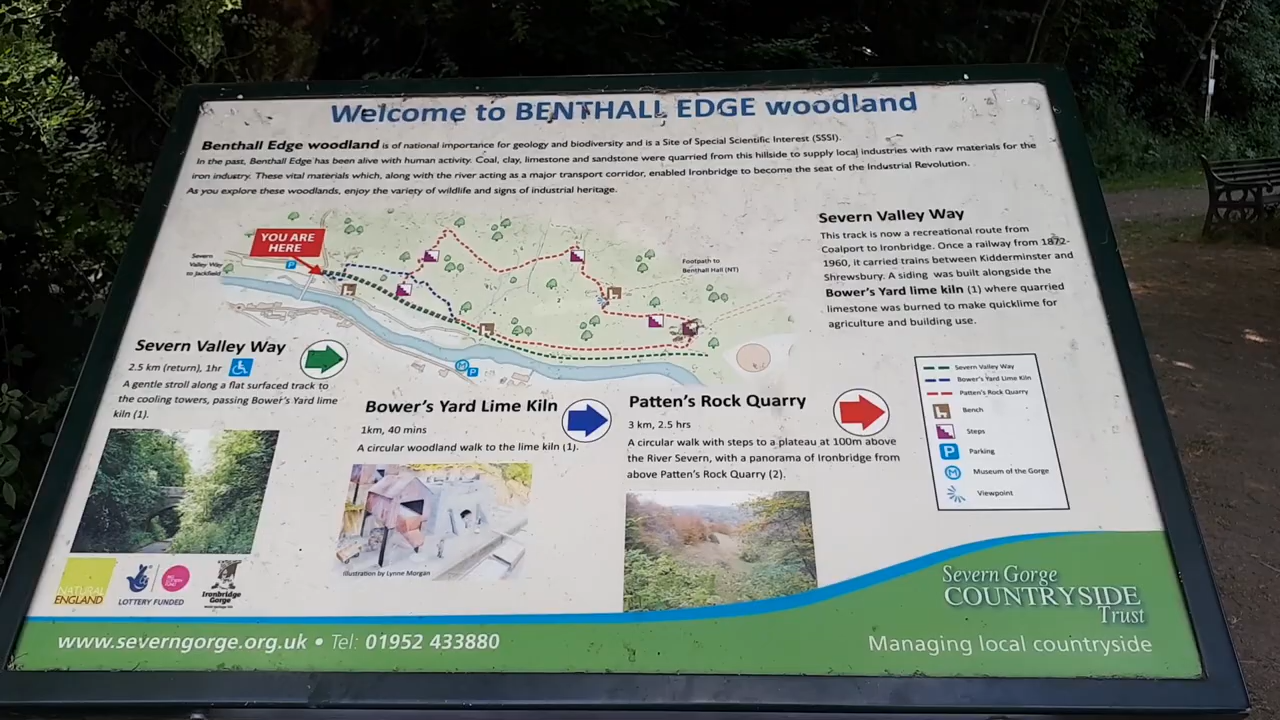 Welcome to BENTHALL EDGE woodland
Benthall Edge woodland is of national importance for geology and biodiversity and is a Site of Special Scientific Interest (SSSI).
In the past, Benthall Edge has been alive with human activity. Coal, clay, limestone and sandstone were quarried from this hillside to supply local industries with raw materials for the
iron industry. These vital materials which, along with the river acting as a major transport corridor, enabled Ironbridge to become the seat of the Industrial Revolution.
As you explore these woodlands, enjoy the variety of wildlife and signs of industrial heritage.
YOU ARE
HERE
P
Severn
Valley Way
to Jackfield
Footpath to
Benthall Hall (NT)
M
P
Severn Valley Way
This track is now a recreational route from
Coalport to Ironbridge. Once a railway from 1872-
1960, it carried trains between Kidderminster and
Shrewsbury. A siding was built alongside the
Bower's Yard lime kiln (1) where quarried
limestone was burned to make quicklime for
agriculture and building use.
Severn Valley Way
2.5 km (return), 1hr
A gentle stroll along a flat surfaced track to
the cooling towers, passing Bower's Yard lime
kiln (1).
Bower's Yard Lime Kiln
1km, 40 mins
A circular woodland walk to the lime kiln (1).
Illustration by Lynne Morgan
Patten's Rock Quarry
3 km, 2.5 hrs
A circular walk with steps to a plateau at 100m above
the River Severn, with a panorama of Ironbridge from
above Patten's Rock Quarry (2).
Severn Valley Way
Bower's Yard Lime Kiln
Patten's Rock Quarry
Bench
Steps
P Parking
M Museum of the Gorge
Viewpoint
NATURAL
ENGLAND
LOTTERY FUNDED
Ironbridge
Gorge
Severn Gorge
COUNTRYSIDE
Trust
www.severngorge.org.uk • Tel: 01952 433880
Managing local countryside